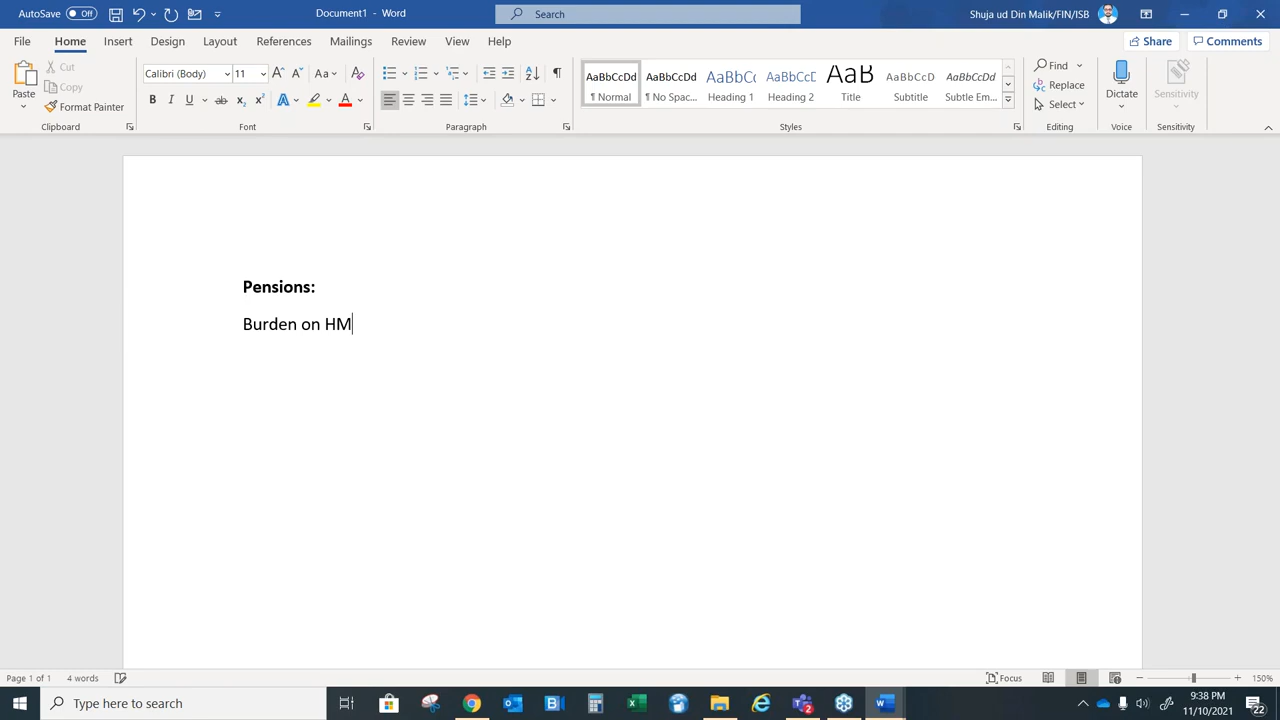 AutoSave Off Document1 - Word Search Shuja ud Din Malik/FIN/ISB
File Home Insert Design Layout References Mailings Review View Help Share Comments
Paste Cut Copy Format Painter
Calibri (Body) 11
AaBbCcDd AaBbCcDd AaBbCc AaBbCcD AaB AaBbCcD AaBbCcDd
¶ Normal ¶ No Spac... Heading 1 Heading 2 Title Subtitle Subtle Em...
Find Replace Select Dictate Sensitivity
Clipboard Font Paragraph Styles Editing Voice Sensitivity
Pensions:
Burden on HM
Page 1 of 1 4 words Focus 150%
Type here to search 9:38 PM
11/10/2021 22